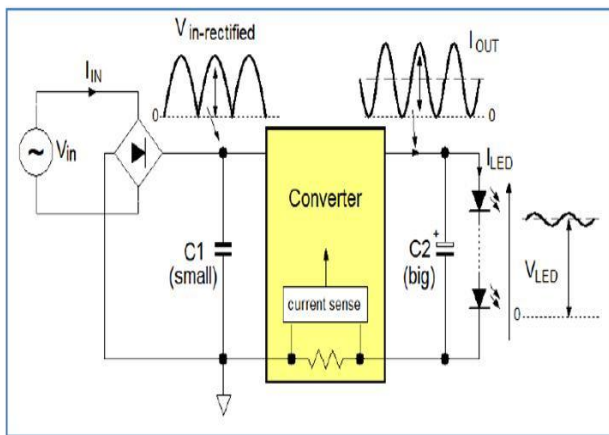 V in-rectified
I OUT
I IN
0
0
~
Vin
I LED
Converter
C1
(small)
+
C2
(big)
V LED
current sense
0